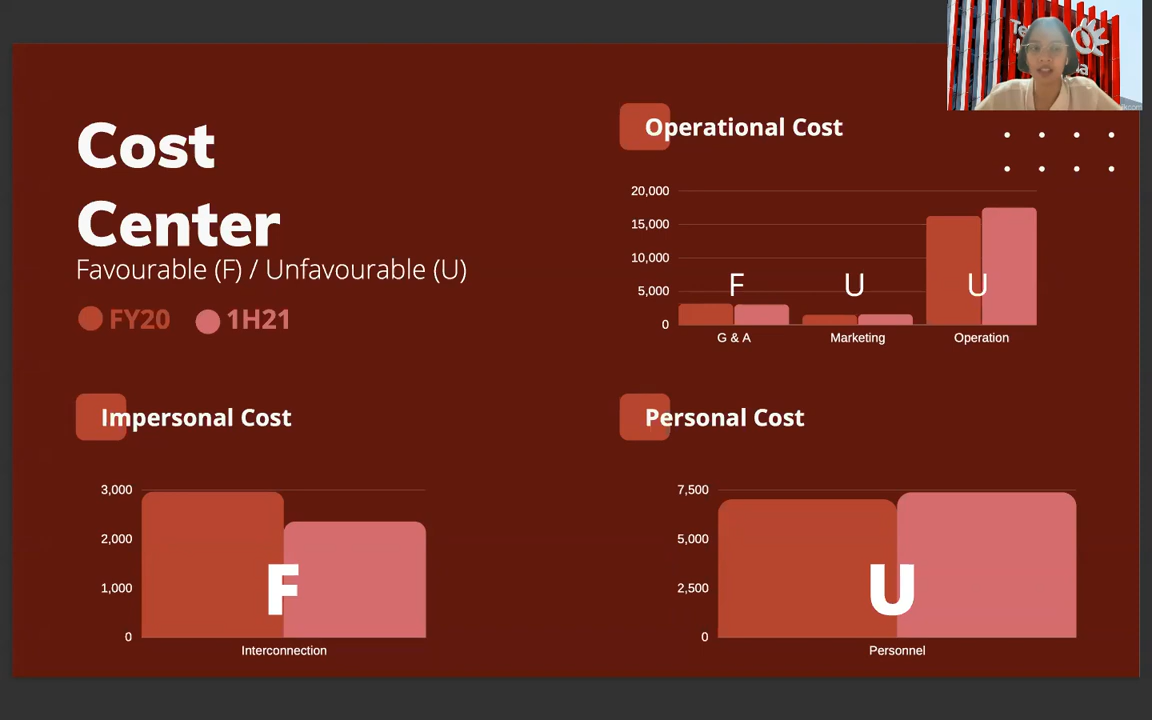 Cost
Center
Favourable (F) / Unfavourable (U)
FY20
1H21
Operational Cost
20,000
15,000
10,000
5,000
0
F
U
U
G & A
Marketing
Operation
Impersonal Cost
3,000
2,000
1,000
0
F
Interconnection
Personal Cost
7,500
5,000
2,500
0
U
Personnel